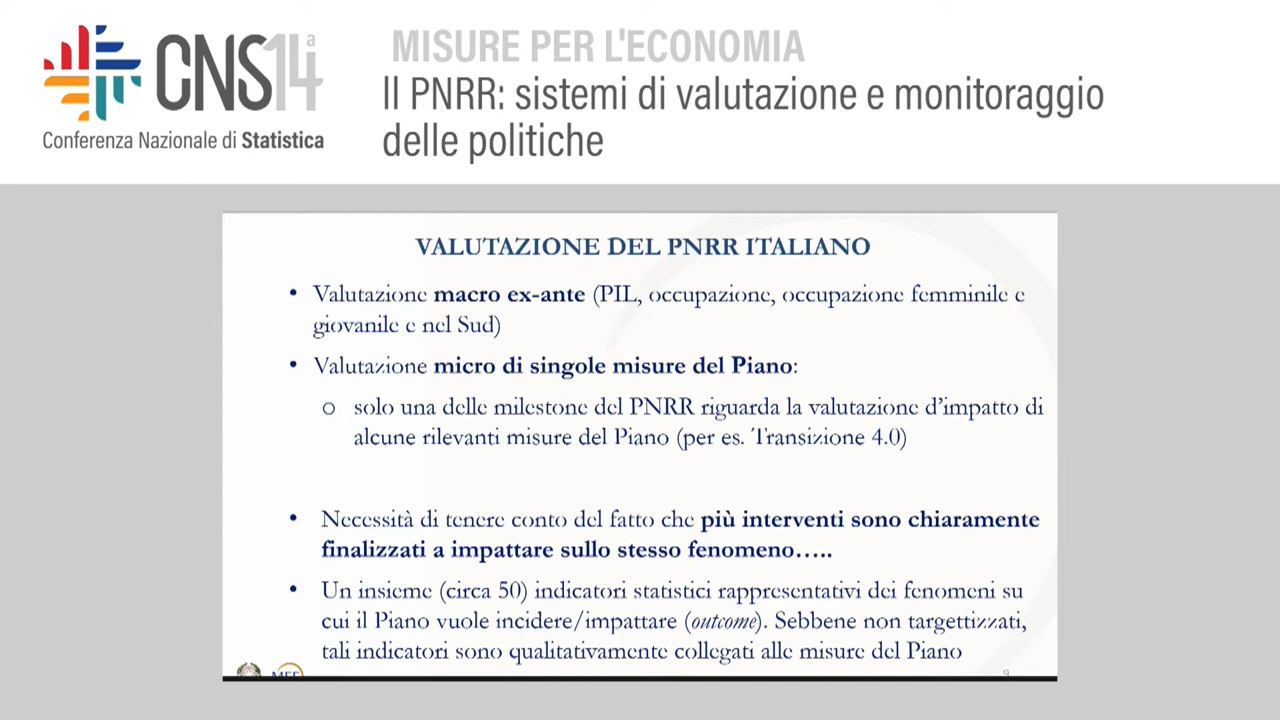 CNS14ª
Conferenza Nazionale di Statistica
MISURE PER L'ECONOMIA
Il PNRR: sistemi di valutazione e monitoraggio
delle politiche
VALUTAZIONE DEL PNRR ITALIANO
• Valutazione macro ex-ante (PIL, occupazione, occupazione femminile e
giovanile e nel Sud)
• Valutazione micro di singole misure del Piano:
o solo una delle milestone del PNRR riguarda la valutazione d'impatto di
alcune rilevanti misure del Piano (per es. Transizione 4.0)
• Necessità di tenere conto del fatto che più interventi sono chiaramente
finalizzati a impattare sullo stesso fenomeno…..
• Un insieme (circa 50) indicatori statistici rappresentativi dei fenomeni su
cui il Piano vuole incidere/impattare (outcome). Sebbene non targettizzati,
tali indicatori sono qualitativamente collegati alle misure del Piano
MEF
9